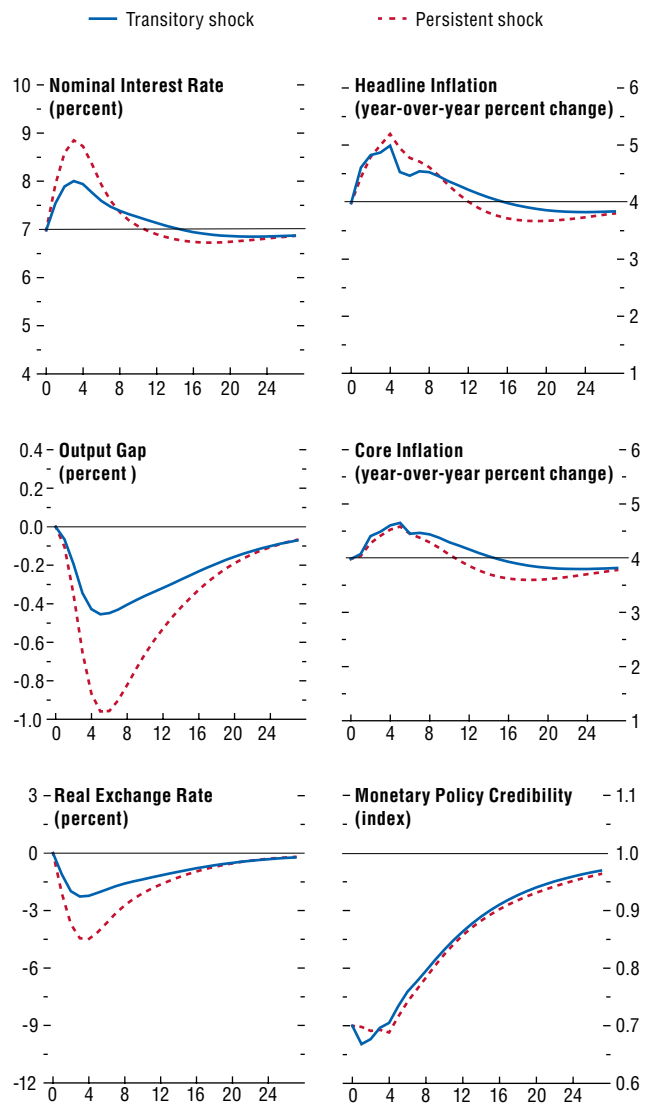 Transitory shock
Persistent shock
Nominal Interest Rate
(percent)
10
9
8
7
6
5
4
0 4 8 12 16 20 24
Headline Inflation
(year-over-year percent change)
6
5
4
3
2
1
0 4 8 12 16 20 24
Output Gap
(percent )
0.4
0.2
0.0
-0.2
-0.4
-0.6
-0.8
-1.0
0 4 8 12 16 20 24
Core Inflation
(year-over-year percent change)
6
5
4
3
2
1
0 4 8 12 16 20 24
Real Exchange Rate
(percent)
3
0
-3
-6
-9
-12
0 4 8 12 16 20 24
Monetary Policy Credibility
(index)
1.1
1.0
0.9
0.8
0.7
0.6
0 4 8 12 16 20 24